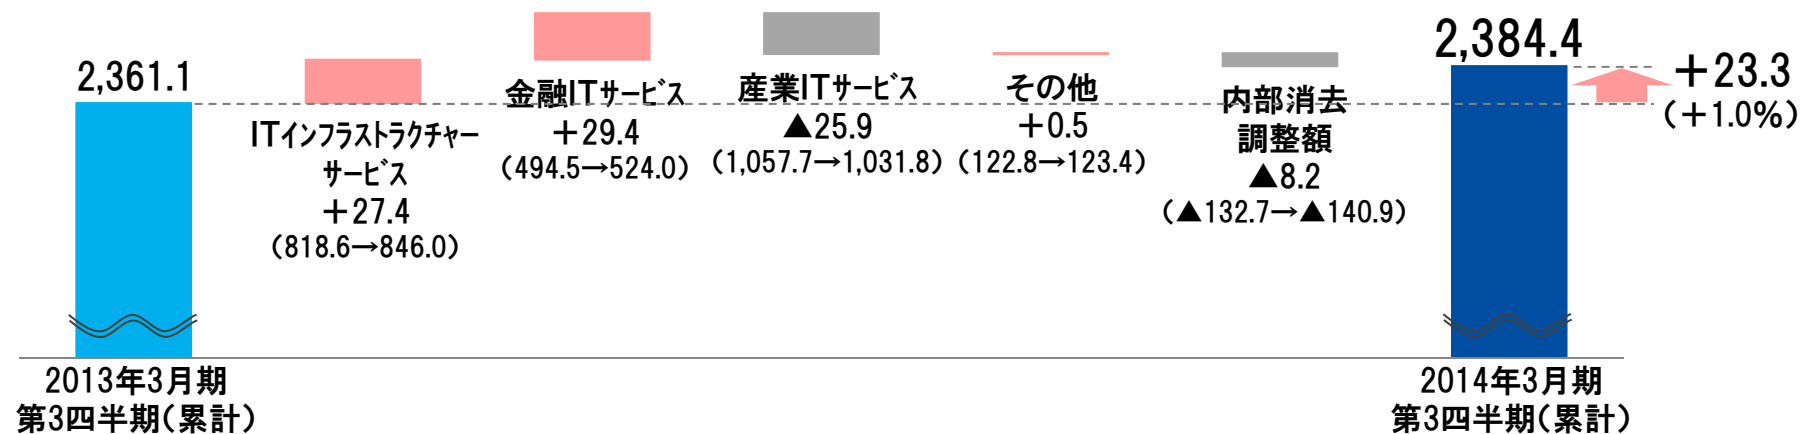 2,361.1
ITインフラストラクチャー
サービス
+27.4
(818.6→846.0)
金融ITサービス
+29.4
(494.5→524.0)
産業ITサービス
▲25.9
(1,057.7→1,031.8)
その他
+0.5
(122.8→123.4)
内部消去
調整額
▲8.2
(▲132.7→▲140.9)
2,384.4
+23.3
(+1.0%)
2013年3月期
第3四半期(累計)
2014年3月期
第3四半期(累計)